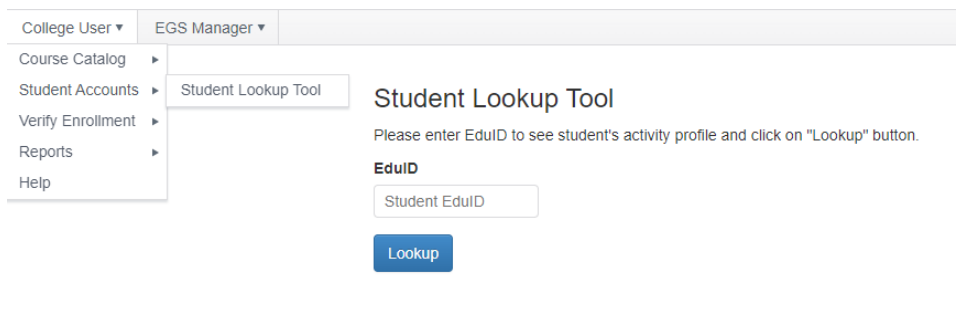 College User ▾ EGS Manager ▾
Course Catalog ▸
Student Accounts ▸ Student Lookup Tool
Verify Enrollment ▸
Reports ▸
Help
Student Lookup Tool
Please enter EduID to see student's activity profile and click on "Lookup" button.
EduID
Student EduID
Lookup